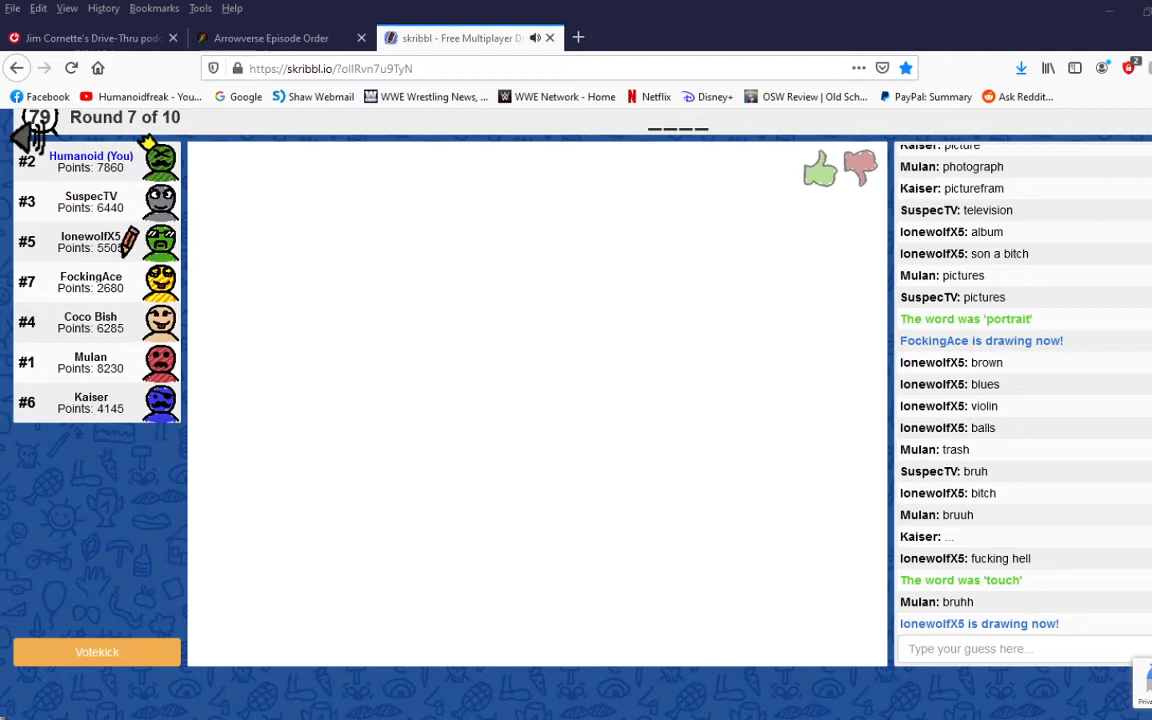 File Edit View History Bookmarks Tools Help
Jim Cornette's Drive-Thru pod Arrowverse Episode Order skribbl - Free Multiplayer D
https://skribbl.io/?olIRvn7u9TyN 2
Facebook Humanoidfreak - You... Google Shaw Webmail WWE Wrestling News, ... WWE Network - Home Netflix Disney+ OSW Review | Old Sch... PayPal: Summary Ask Reddit...
79 Round 7 of 10 _ _ _ _
#2 Humanoid (You)
Points: 7860
#3 SuspecTV
Points: 6440
#5 lonewolfX5
Points: 5505
#7 FockingAce
Points: 2680
#4 Coco Bish
Points: 6285
#1 Mulan
Points: 8230
#6 Kaiser
Points: 4145
Votekick
Kaiser: picture
Mulan: photograph
Kaiser: picturefram
SuspecTV: television
lonewolfX5: album
lonewolfX5: son a bitch
Mulan: pictures
SuspecTV: pictures
The word was 'portrait'
FockingAce is drawing now!
lonewolfX5: brown
lonewolfX5: blues
lonewolfX5: violin
lonewolfX5: balls
Mulan: trash
SuspecTV: bruh
lonewolfX5: bitch
Mulan: bruuh
Kaiser: ...
lonewolfX5: fucking hell
The word was 'touch'
Mulan: bruhh
lonewolfX5 is drawing now!
Type your guess here...